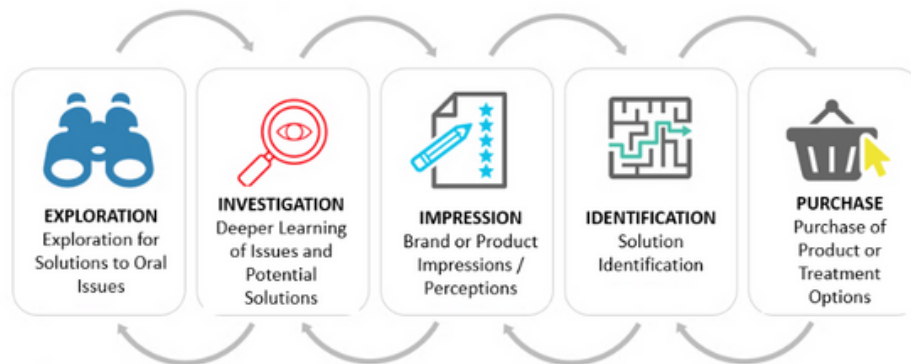 EXPLORATION
Exploration for
Solutions to Oral
Issues
INVESTIGATION
Deeper Learning
of Issues and
Potential
Solutions
IMPRESSION
Brand or Product
Impressions /
Perceptions
IDENTIFICATION
Solution
Identification
PURCHASE
Purchase of
Product or
Treatment
Options